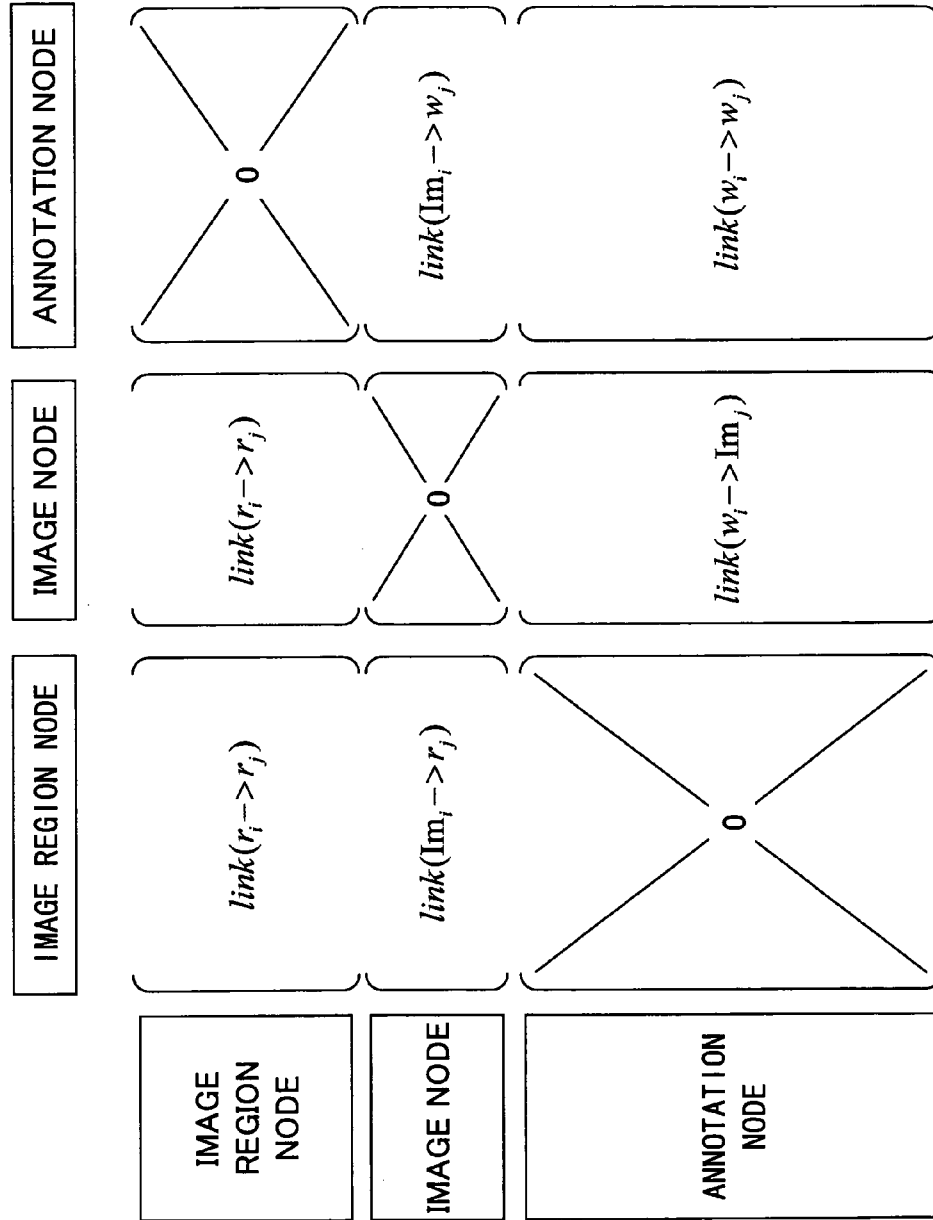 IMAGE REGION NODE
IMAGE NODE
ANNOTATION NODE
IMAGE
REGION
NODE
link(r_i->r_j)
link(r_i->r_j)
0
IMAGE NODE
link(Im_i->r_j)
0
link(Im_i->w_j)
ANNOTATION
NODE
0
link(w_i->Im_j)
link(w_i->w_j)